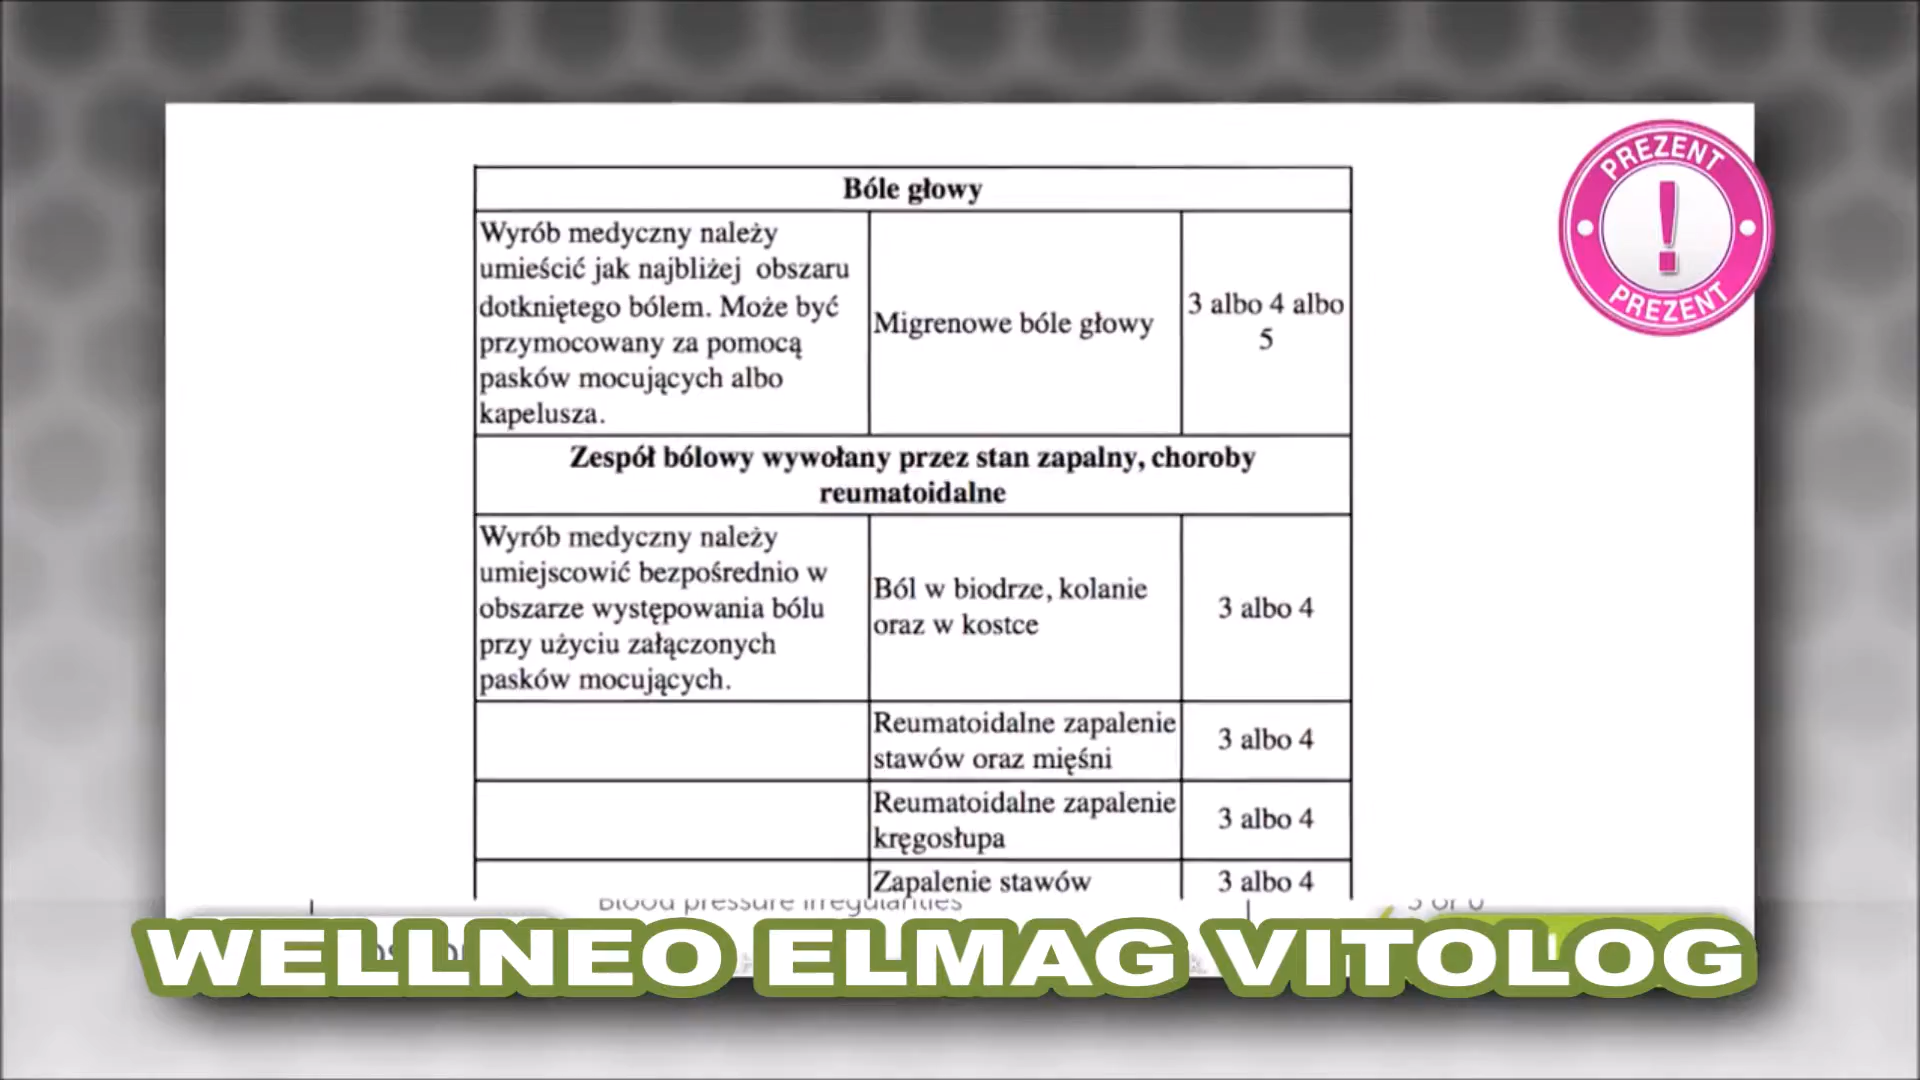 PREZENT
!
PREZENT
Bóle głowy
Wyrób medyczny należy
umieścić jak najbliżej obszaru
dotkniętego bólem. Może być
przymocowany za pomocą
pasków mocujących albo
kapelusza.
Migrenowe bóle głowy
3 albo 4 albo
5
Zespół bólowy wywołany przez stan zapalny, choroby
reumatoidalne
Wyrób medyczny należy
umiejscowić bezpośrednio w
obszarze występowania bólu
przy użyciu załączonych
pasków mocujących.
Ból w biodrze, kolanie
oraz w kostce
3 albo 4
Reumatoidalne zapalenie
stawów oraz mięśni
3 albo 4
Reumatoidalne zapalenie
kręgosłupa
3 albo 4
Zapalenie stawów
3 albo 4
Blood pressure irregularities
WELLNEO ELMAG VITOLOG